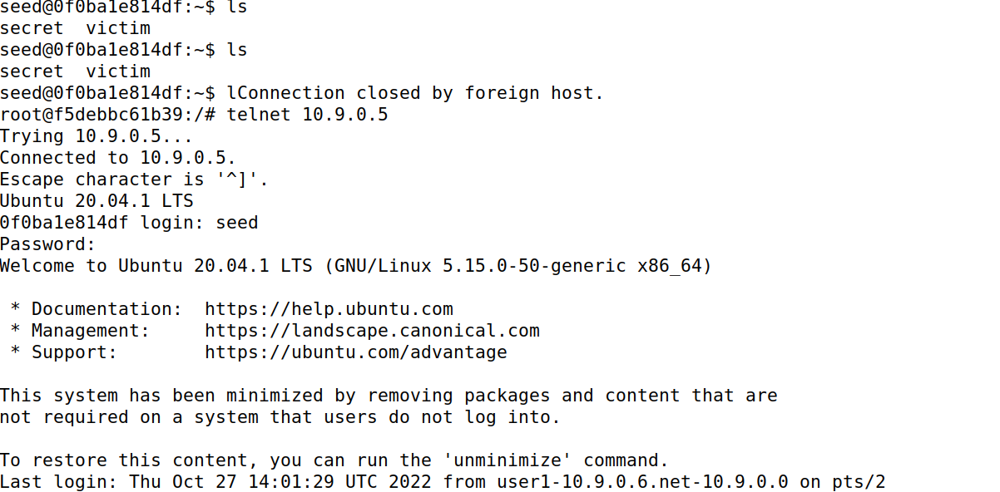 seed@0f0ba1e814df:~$ ls
secret  victim
seed@0f0ba1e814df:~$ ls
secret  victim
seed@0f0ba1e814df:~$ lConnection closed by foreign host.
root@f5debbc61b39:/# telnet 10.9.0.5
Trying 10.9.0.5...
Connected to 10.9.0.5.
Escape character is '^]'.
Ubuntu 20.04.1 LTS
0f0ba1e814df login: seed
Password:
Welcome to Ubuntu 20.04.1 LTS (GNU/Linux 5.15.0-50-generic x86_64)

 * Documentation:  https://help.ubuntu.com
 * Management:     https://landscape.canonical.com
 * Support:        https://ubuntu.com/advantage

This system has been minimized by removing packages and content that are
not required on a system that users do not log into.

To restore this content, you can run the 'unminimize' command.
Last login: Thu Oct 27 14:01:29 UTC 2022 from user1-10.9.0.6.net-10.9.0.0 on pts/2